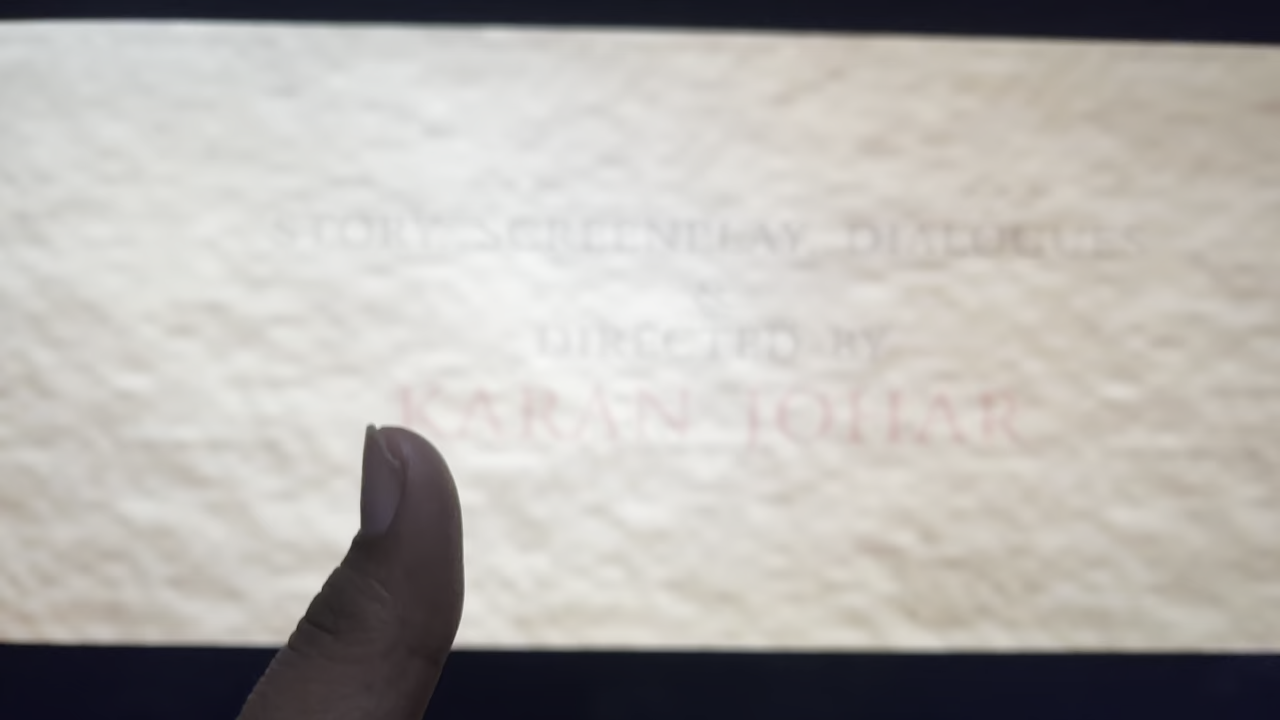 STORY, SCREENPLAY, DIALOGUES
&
DIRECTED BY
KARAN JOHAR